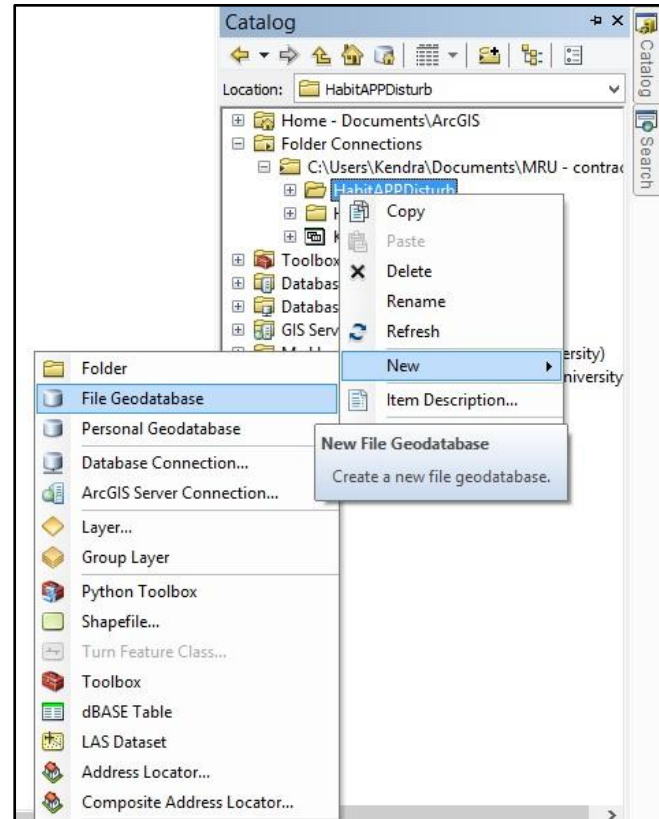 Catalog
Location: HabitAPPDisturb
Home - Documents\ArcGIS
Folder Connections
C:\Users\Kendra\Documents\MRU - contrac
HabitAPPDisturb
Toolbox
Databas
Databas
GIS Serv
ersity)
niversity
Copy
Paste
Delete
Rename
Refresh
New
Item Description...
Folder
File Geodatabase
Personal Geodatabase
Database Connection...
ArcGIS Server Connection...
Layer...
Group Layer
Python Toolbox
Shapefile...
Turn Feature Class...
Toolbox
dBASE Table
LAS Dataset
Address Locator...
Composite Address Locator...
New File Geodatabase
Create a new file geodatabase.
Catalog
Search